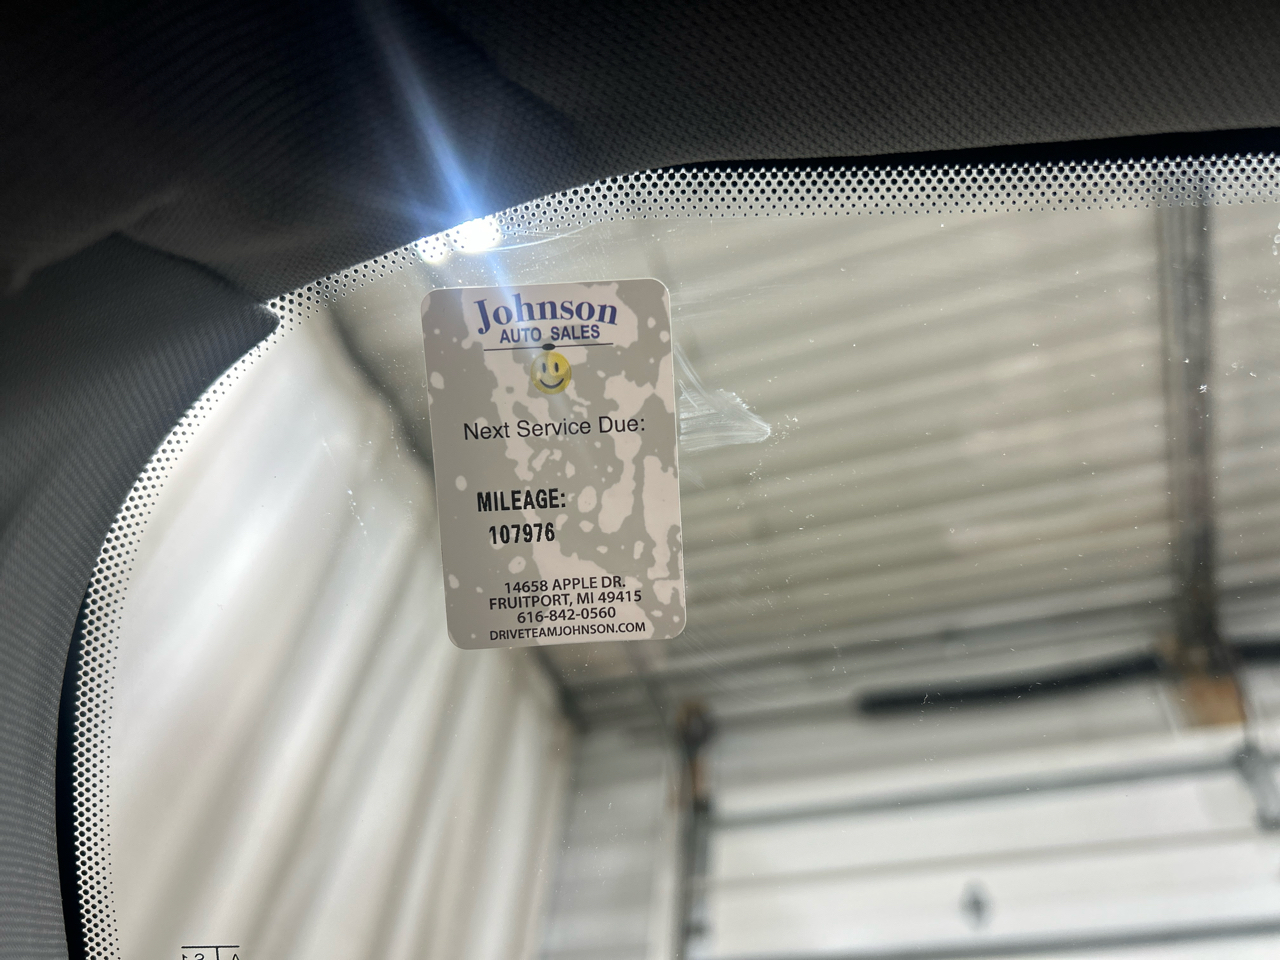 Johnson
AUTO SALES
Next Service Due:
MILEAGE:
107976
14658 APPLE DR.
FRUITPORT, MI 49415
616-842-0560
DRIVETEAMJOHNSON.COM